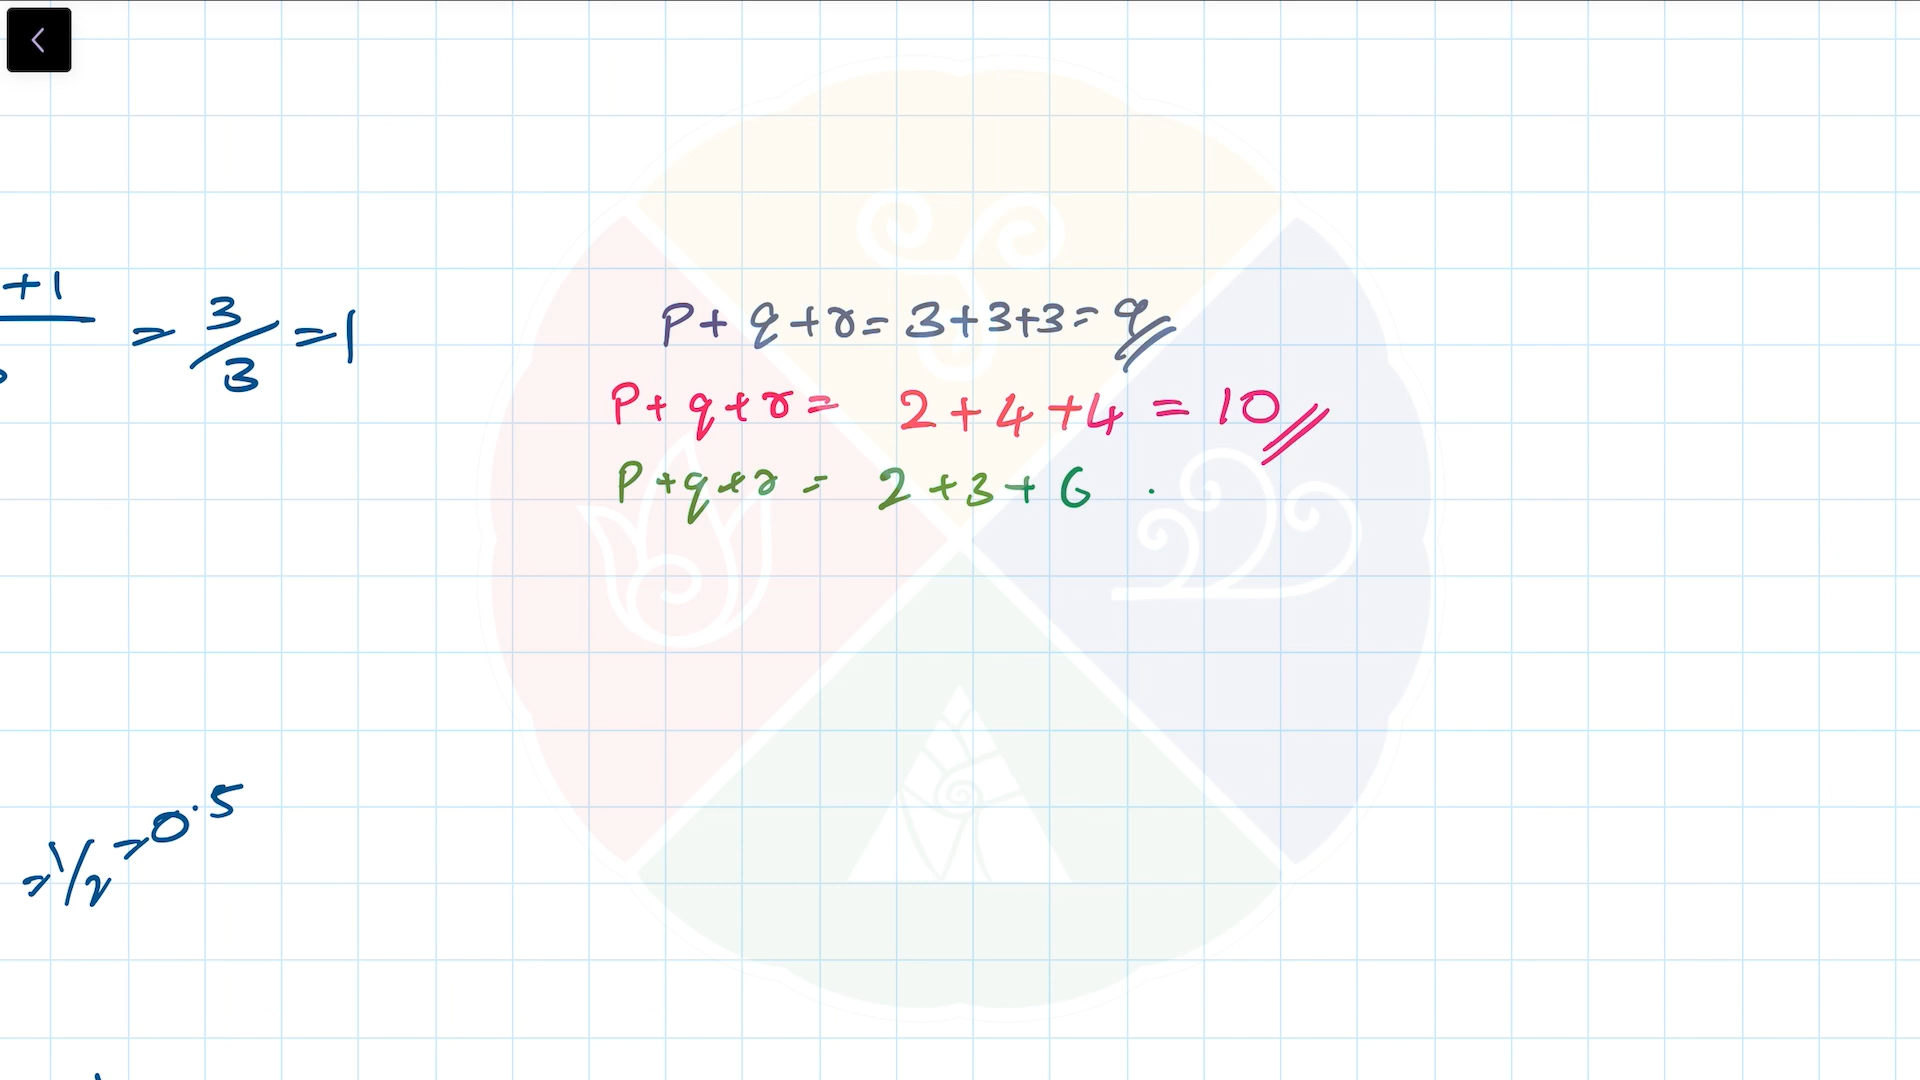 +1
= 3/3 = 1
P + q + r = 3+3+3 = 9
P + q + r = 2 + 4 + 4 = 10
P + q + r = 2 + 3 + 6
= 1/2 = 0.5